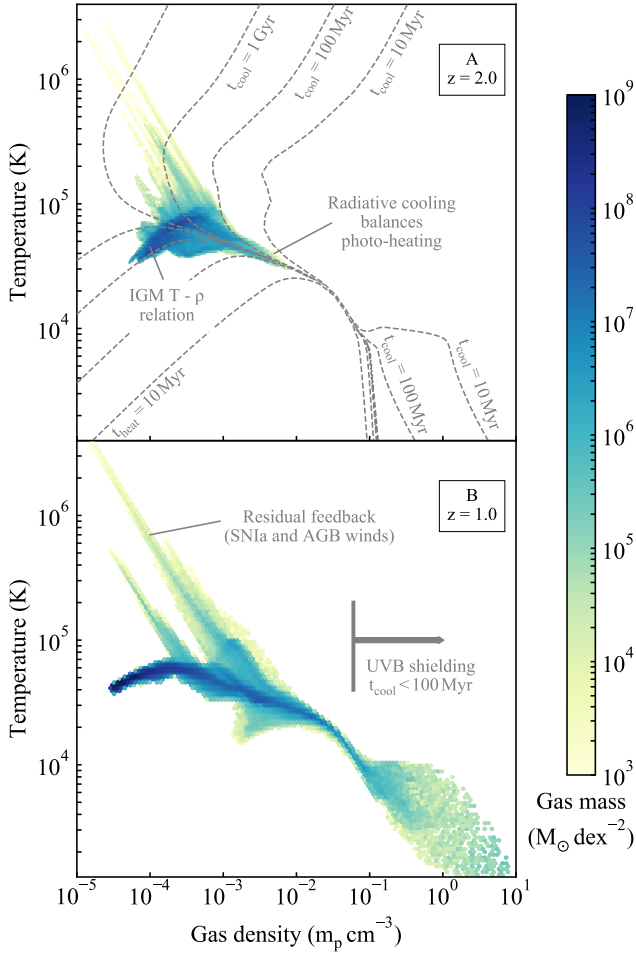 A
z = 2.0
t_cool = 1 Gyr
t_cool = 100 Myr
t_cool = 10 Myr
10^6
10^5
10^4
Temperature (K)
Radiative cooling
balances
photo-heating
IGM T - ρ
relation
t_heat = 10 Myr
t_cool = 100 Myr
t_cool = 10 Myr
B
z = 1.0
Residual feedback
(SNIa and AGB winds)
10^6
10^5
10^4
Temperature (K)
UVB shielding
t_cool < 100 Myr
10^-5
10^-4
10^-3
10^-2
10^-1
10^0
10^1
Gas density (m_p cm^-3)
10^9
10^8
10^7
10^6
10^5
10^4
10^3
Gas mass
(M_⊙ dex^-2)